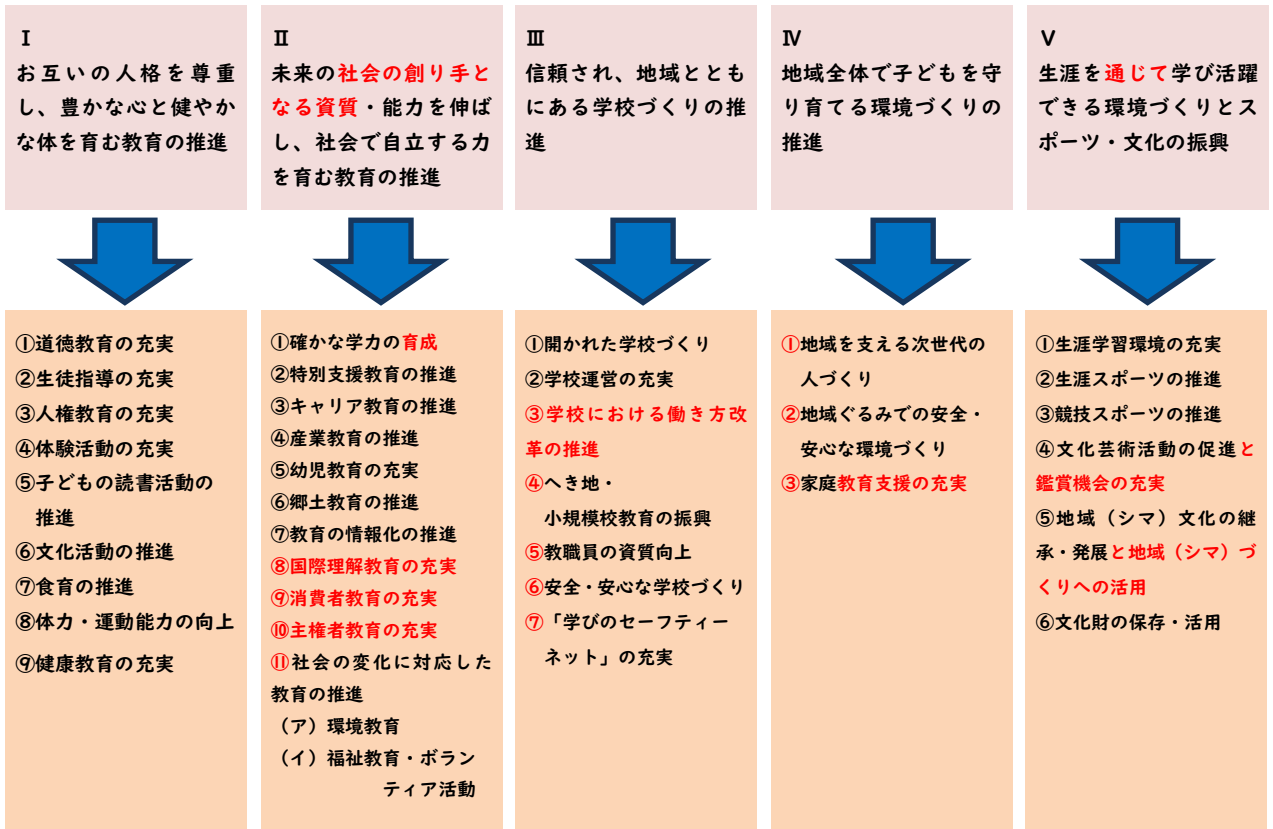 Ⅰ
お互いの人格を尊重
し、豊かな心と健やか
な体を育む教育の推進
Ⅱ
未来の社会の創り手と
なる資質・能力を伸ば
し、社会で自立する力
を育む教育の推進
Ⅲ
信頼され、地域ととも
にある学校づくりの推
進
Ⅳ
地域全体で子どもを守
り育てる環境づくりの
推進
Ⅴ
生涯を通じて学び活躍
できる環境づくりとス
ポーツ・文化の振興
①道徳教育の充実
②生徒指導の充実
③人権教育の充実
④体験活動の充実
⑤子どもの読書活動の
推進
⑥文化活動の推進
⑦食育の推進
⑧体力・運動能力の向上
⑨健康教育の充実
①確かな学力の育成
②特別支援教育の推進
③キャリア教育の推進
④産業教育の推進
⑤幼児教育の充実
⑥郷土教育の推進
⑦教育の情報化の推進
⑧国際理解教育の充実
⑨消費者教育の充実
⑩主権者教育の充実
⑪社会の変化に対応した
教育の推進
（ア）環境教育
（イ）福祉教育・ボラン
ティア活動
①開かれた学校づくり
②学校運営の充実
③学校における働き方改
革の推進
④へき地・
小規模校教育の振興
⑤教職員の資質向上
⑥安全・安心な学校づくり
⑦「学びのセーフティー
ネット」の充実
①地域を支える次世代の
人づくり
②地域ぐるみでの安全・
安心な環境づくり
③家庭教育支援の充実
①生涯学習環境の充実
②生涯スポーツの推進
③競技スポーツの推進
④文化芸術活動の促進と
鑑賞機会の充実
⑤地域（シマ）文化の継
承・発展と地域（シマ）づ
くりへの活用
⑥文化財の保存・活用